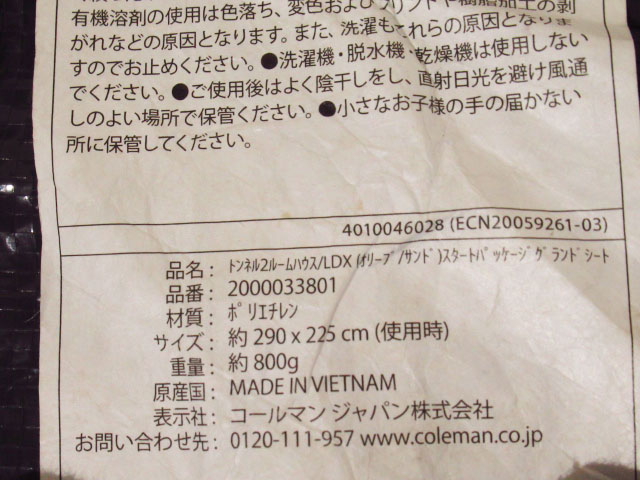 有機溶剤の使用は色落ち、変色およびプリントや樹脂加工の剥
がれなどの原因となります。また、洗濯もこれらの原因となりま
すのでお止めください。●洗濯機・脱水機・乾燥機は使用しない
でください。●ご使用後はよく陰干しをし、直射日光を避け風通
しのよい場所で保管ください。●小さなお子様の手の届かない
所に保管してください。
4010046028 (ECN20059261-03)
品名: トンネル2ルームハウス/LDX (オリーブ/サンド)スタートパッケージグランドシート
品番: 2000033801
材質: ポリエチレン
サイズ: 約 290 x 225 cm (使用時)
重量: 約 800g
原産国: MADE IN VIETNAM
表示社: コールマン ジャパン株式会社
お問い合わせ先: 0120-111-957 www.coleman.co.jp